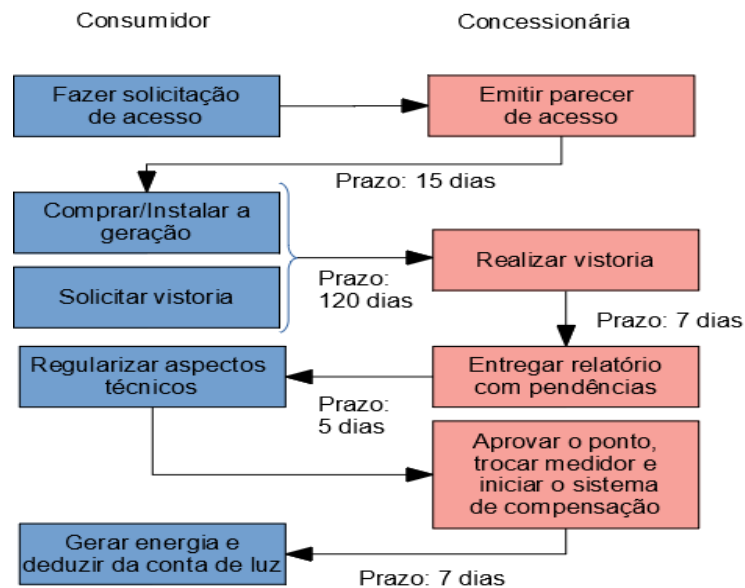 Consumidor
Concessionária
Fazer solicitação
de acesso
Emitir parecer
de acesso
Prazo: 15 dias
Comprar/Instalar a
geração
Solicitar vistoria
Prazo:
120 dias
Realizar vistoria
Prazo: 7 dias
Regularizar aspectos
técnicos
Entregar relatório
com pendências
Prazo:
5 dias
Aprovar o ponto,
trocar medidor e
iniciar o sistema
de compensação
Gerar energia e
deduzir da conta de luz
Prazo: 7 dias